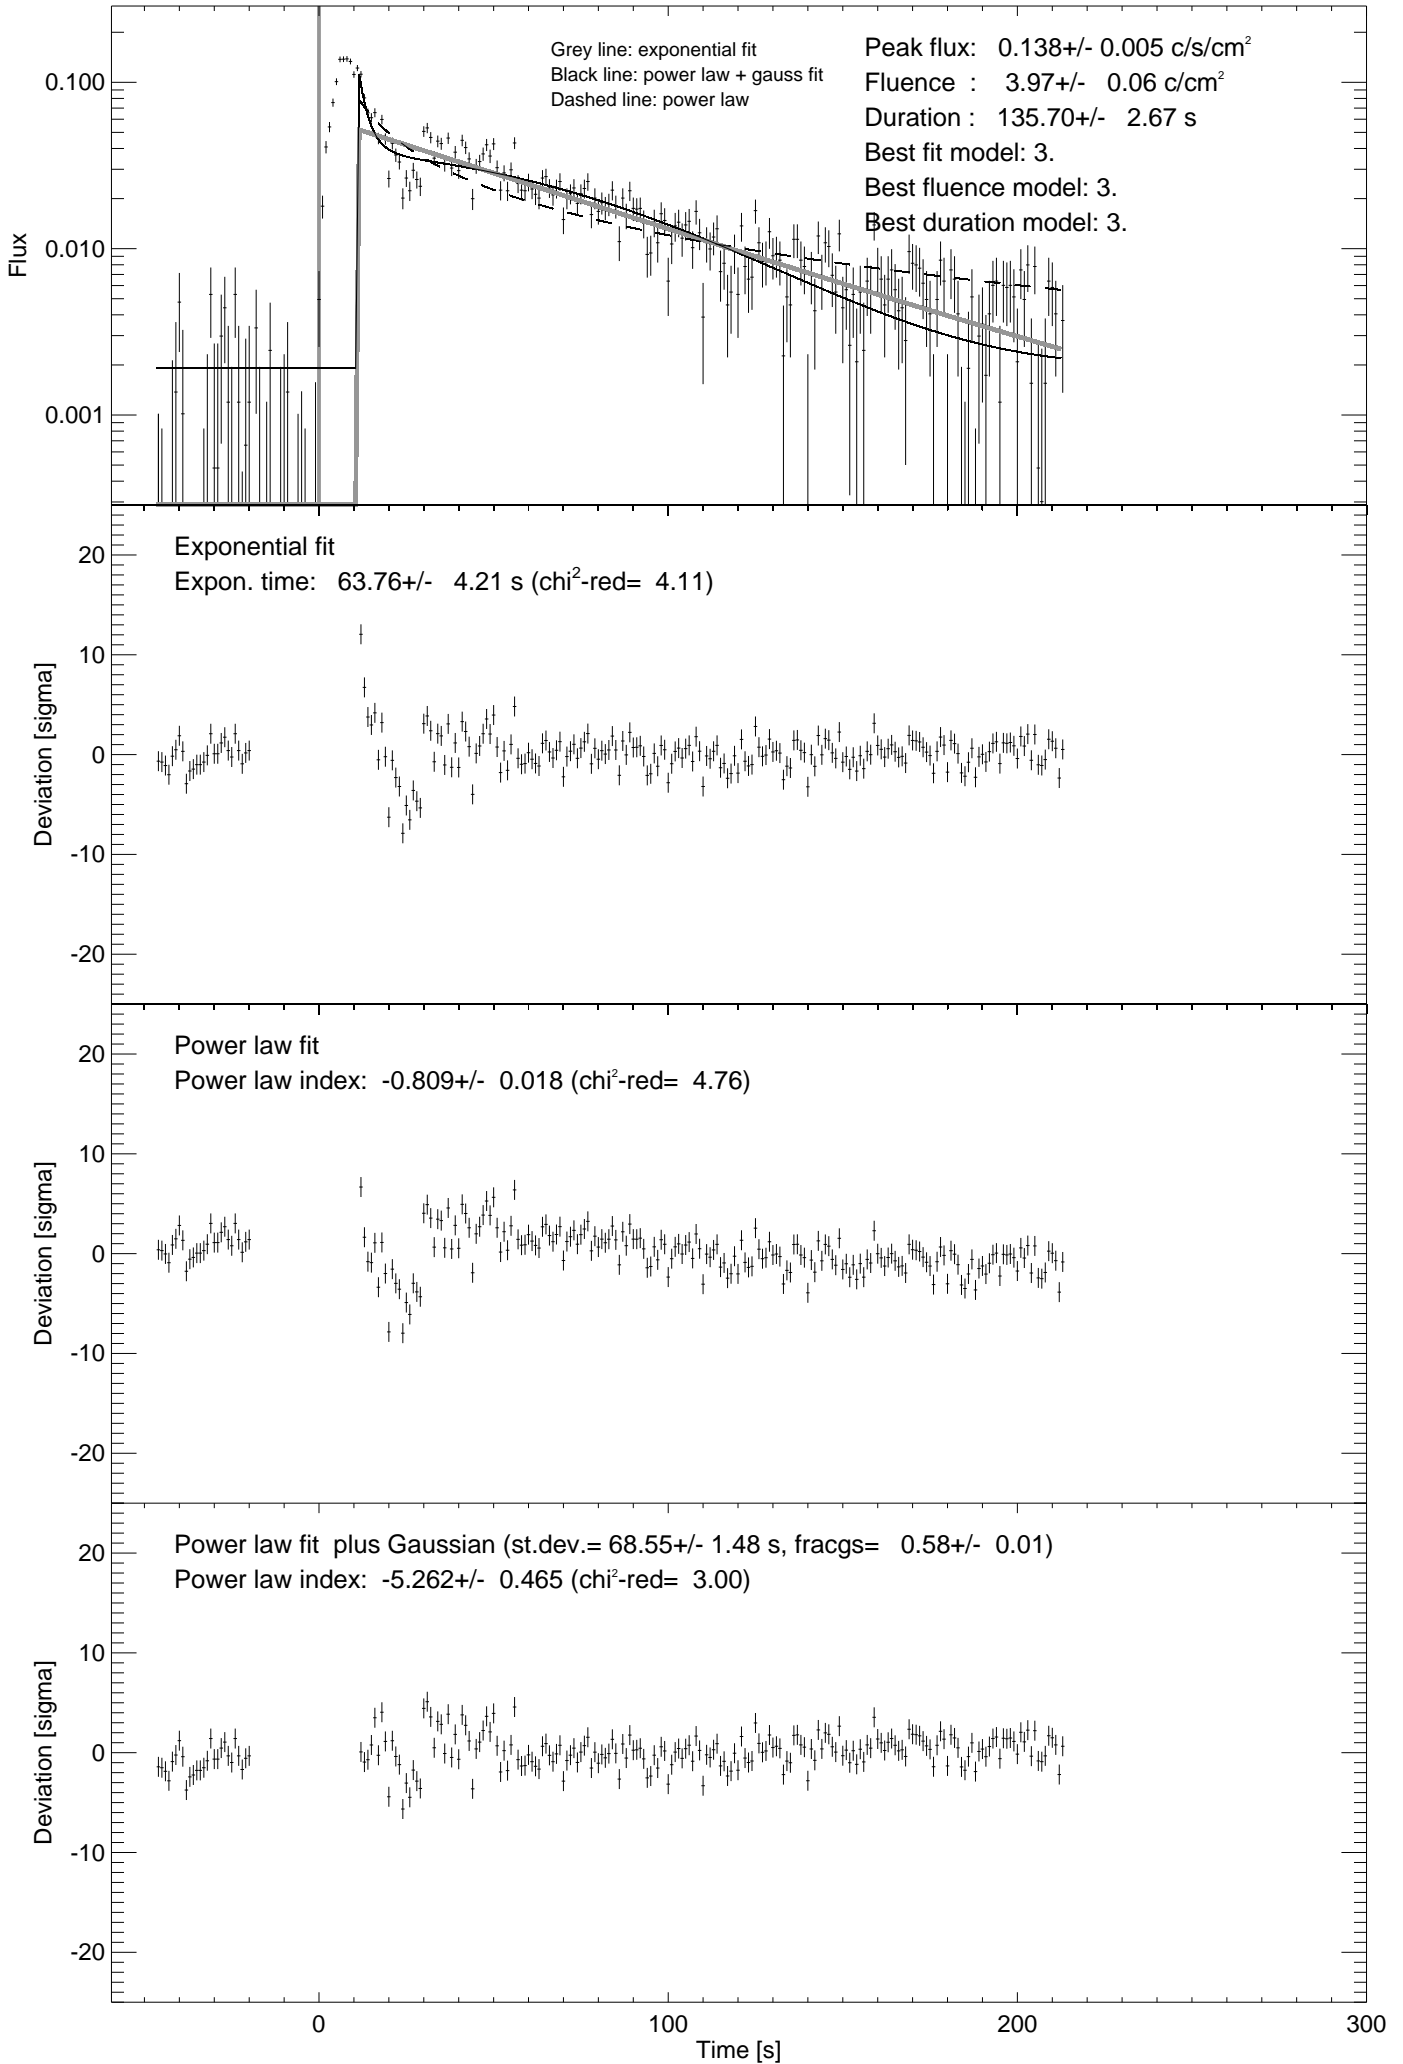 Grey line: exponential fit
Black line: power law + gauss fit
Dashed line: power law
Peak flux: 0.138+/- 0.005 c/s/cm²
Fluence : 3.97+/- 0.06 c/cm²
Duration : 135.70+/- 2.67 s
Best fit model: 3.
Best fluence model: 3.
Best duration model: 3.
0.100
0.010
0.001
Flux
Exponential fit
Expon. time: 63.76+/- 4.21 s (chi²-red= 4.11)
20
10
0
-10
-20
Deviation [sigma]
Power law fit
Power law index: -0.809+/- 0.018 (chi²-red= 4.76)
20
10
0
-10
-20
Deviation [sigma]
Power law fit plus Gaussian (st.dev.= 68.55+/- 1.48 s, fracgs= 0.58+/- 0.01)
Power law index: -5.262+/- 0.465 (chi²-red= 3.00)
20
10
0
-10
-20
Deviation [sigma]
0 100 200 300
Time [s]